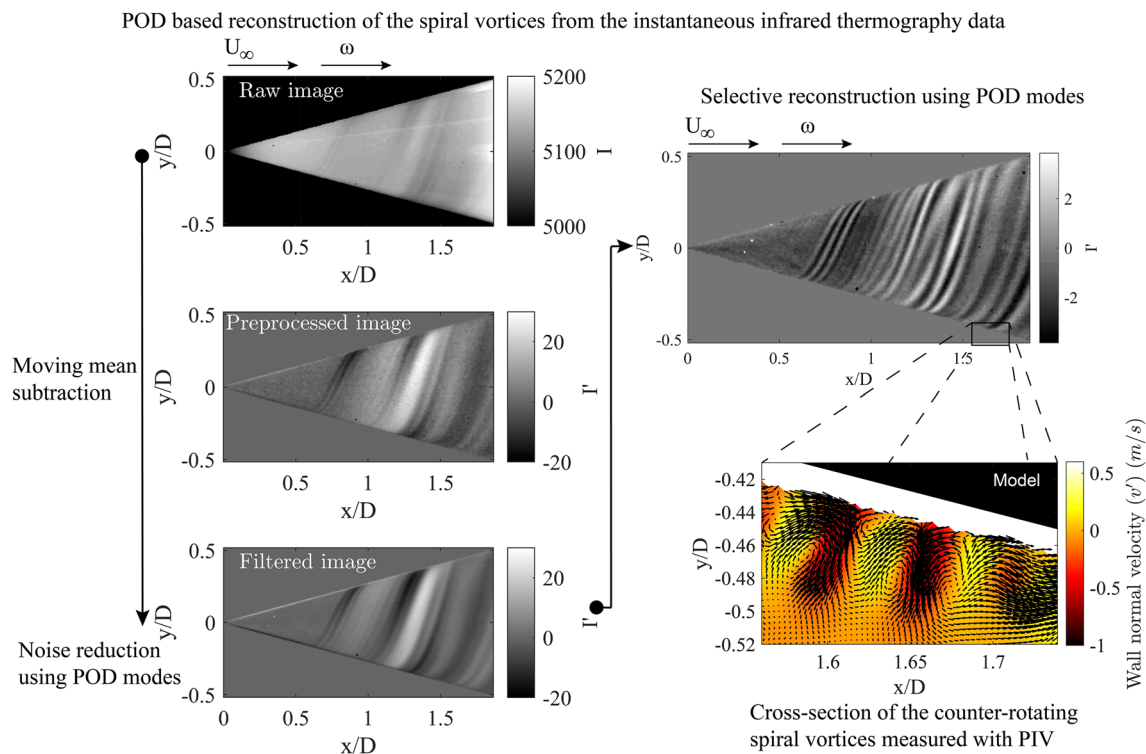 POD based reconstruction of the spiral vortices from the instantaneous infrared thermography data
U∞ ω
Raw image
0.5
0
-0.5
y/D
0.5 1 1.5
x/D
5200
5100
5000
I
Moving mean
subtraction
Preprocessed image
0.5
0
-0.5
y/D
0 0.5 1 1.5
x/D
20
0
-20
I'
Noise reduction
using POD modes
Filtered image
0.5
0
-0.5
y/D
0 0.5 1 1.5
x/D
20
0
-20
I'
Selective reconstruction using POD modes
U∞ ω
0.5
0
-0.5
y/D
0 0.5 1 1.5
x/D
2
0
-2
I'
Model
-0.42
-0.44
-0.46
-0.48
-0.5
-0.52
y/D
1.6 1.65 1.7
x/D
0.5
0
-0.5
-1
Wall normal velocity (v′) (m/s)
Cross-section of the counter-rotating
spiral vortices measured with PIV